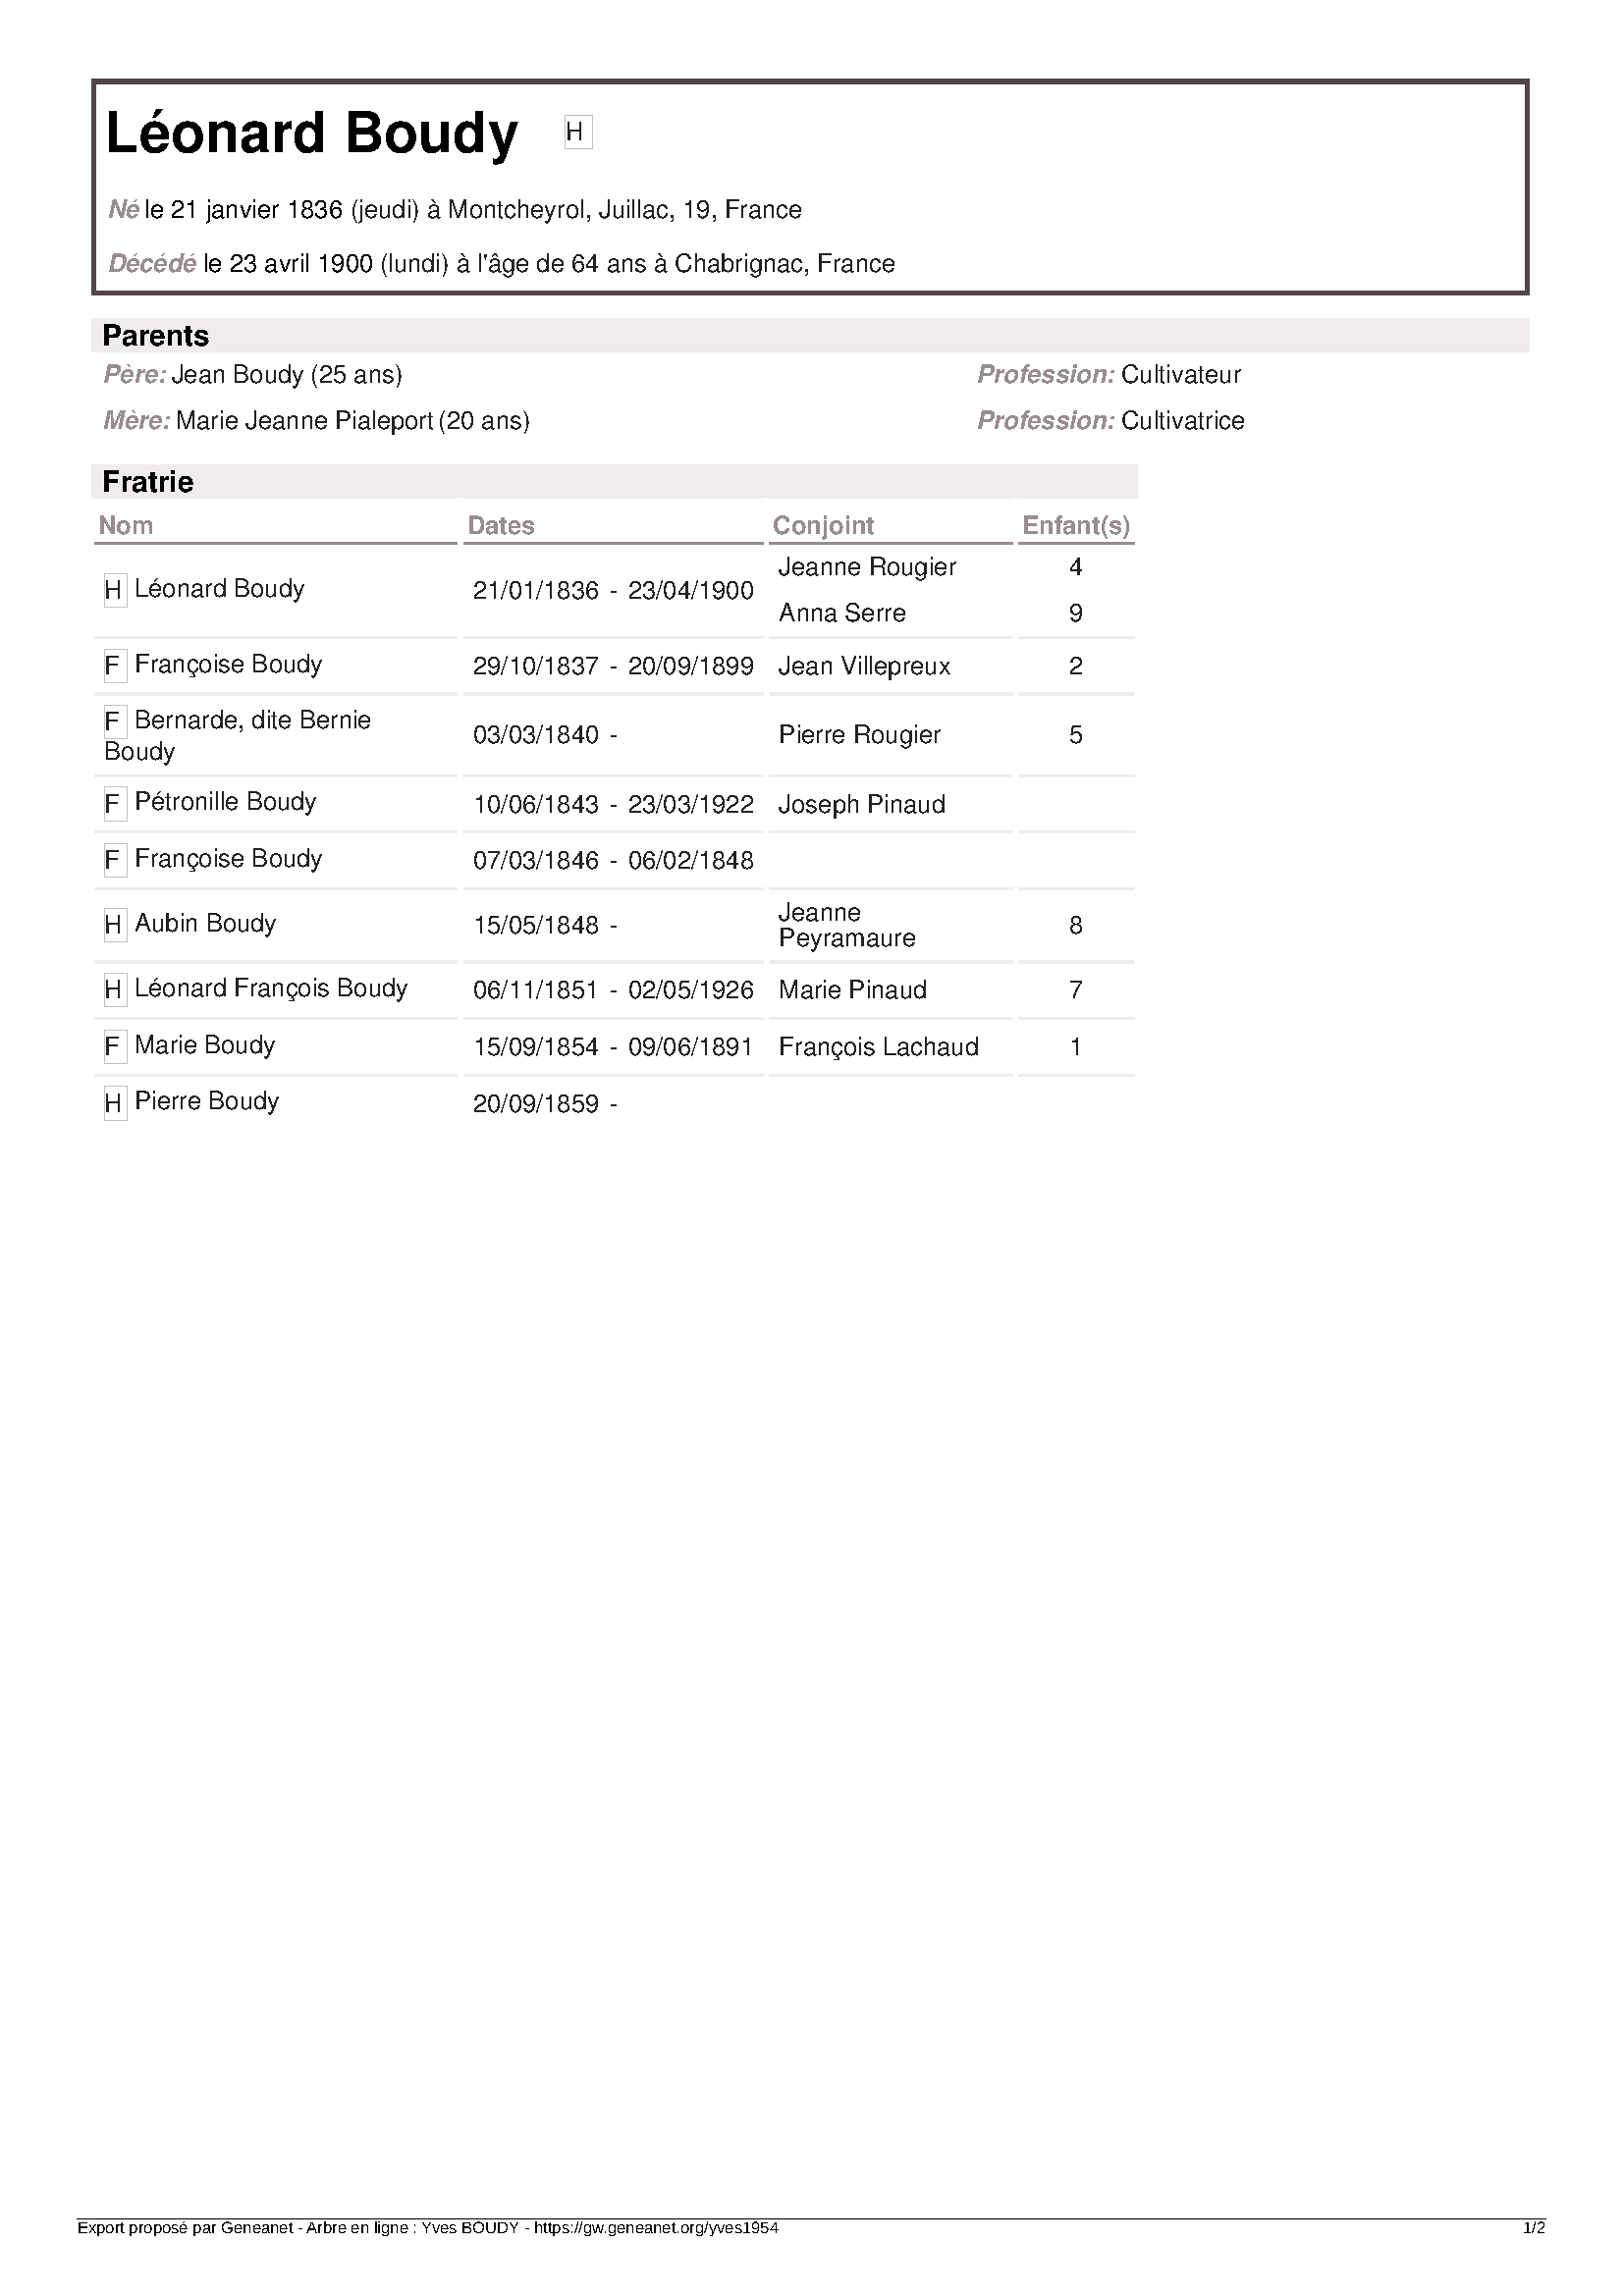 Léonard Boudy H
Né le 21 janvier 1836 (jeudi) à Montcheyrol, Juillac, 19, France
Décédé le 23 avril 1900 (lundi) à l'âge de 64 ans à Chabrignac, France
Parents
Père: Jean Boudy (25 ans) Profession: Cultivateur
Mère: Marie Jeanne Pialeport (20 ans) Profession: Cultivatrice
Fratrie
Nom Dates Conjoint Enfant(s)
H Léonard Boudy 21/01/1836 - 23/04/1900 Jeanne Rougier 4
Anna Serre 9
F Françoise Boudy 29/10/1837 - 20/09/1899 Jean Villepreux 2
F Bernarde, dite Bernie
Boudy 03/03/1840 - Pierre Rougier 5
F Pétronille Boudy 10/06/1843 - 23/03/1922 Joseph Pinaud
F Françoise Boudy 07/03/1846 - 06/02/1848
H Aubin Boudy 15/05/1848 - Jeanne
Peyramaure 8
H Léonard François Boudy 06/11/1851 - 02/05/1926 Marie Pinaud 7
F Marie Boudy 15/09/1854 - 09/06/1891 François Lachaud 1
H Pierre Boudy 20/09/1859 -
Export proposé par Geneanet - Arbre en ligne : Yves BOUDY - https://gw.geneanet.org/yves1954 1/2